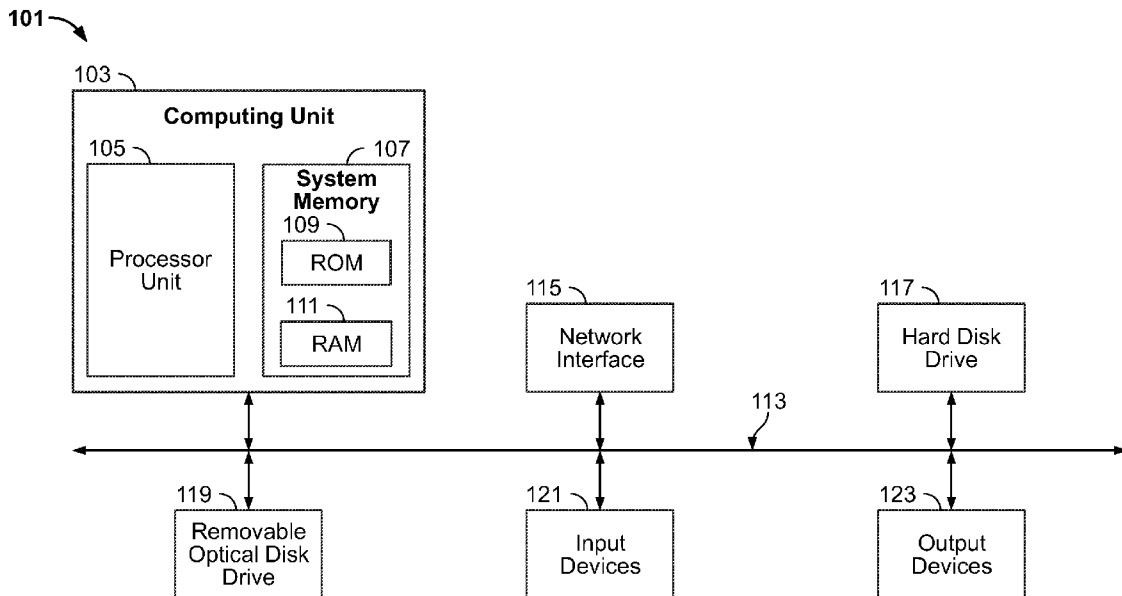 101
103
Computing Unit
105
107
Processor
Unit
System
Memory
109
ROM
111
RAM
115
Network
Interface
117
Hard Disk
Drive
113
119
Removable
Optical Disk
Drive
121
Input
Devices
123
Output
Devices